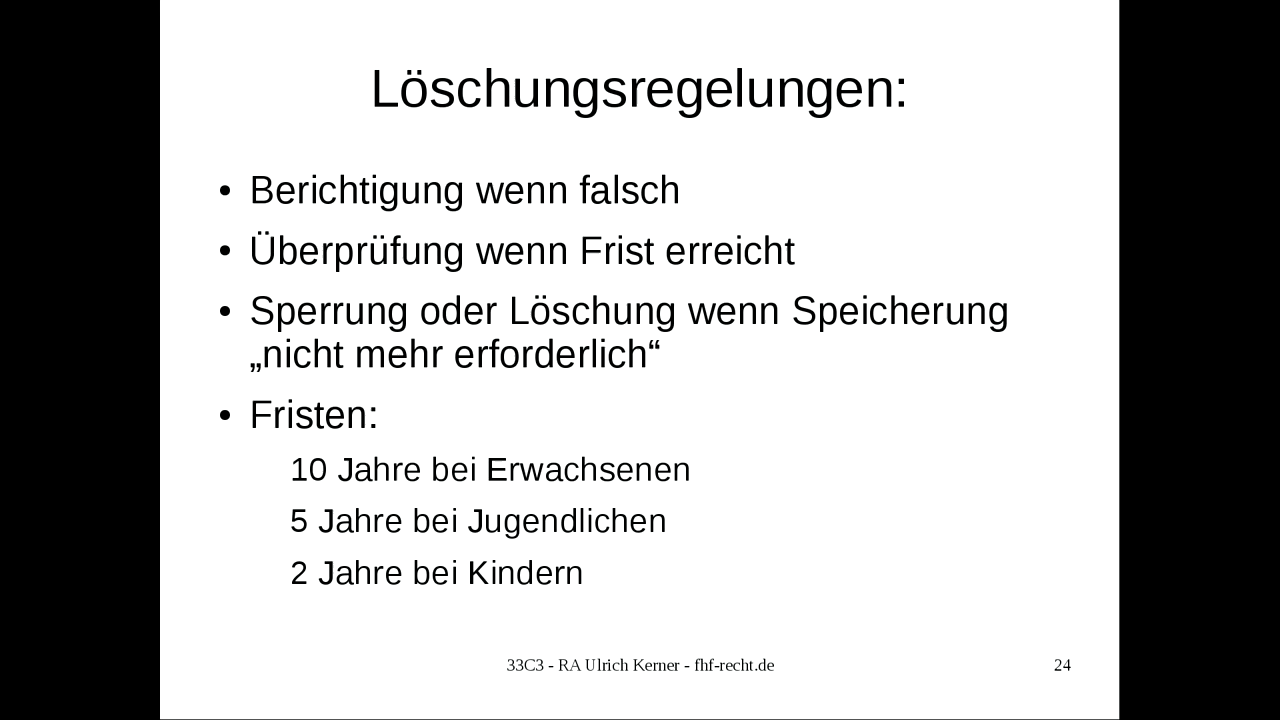 Löschungsregelungen:
• Berichtigung wenn falsch
• Überprüfung wenn Frist erreicht
• Sperrung oder Löschung wenn Speicherung
„nicht mehr erforderlich“
• Fristen:
10 Jahre bei Erwachsenen
5 Jahre bei Jugendlichen
2 Jahre bei Kindern
33C3 - RA Ulrich Kerner - fhf-recht.de 24